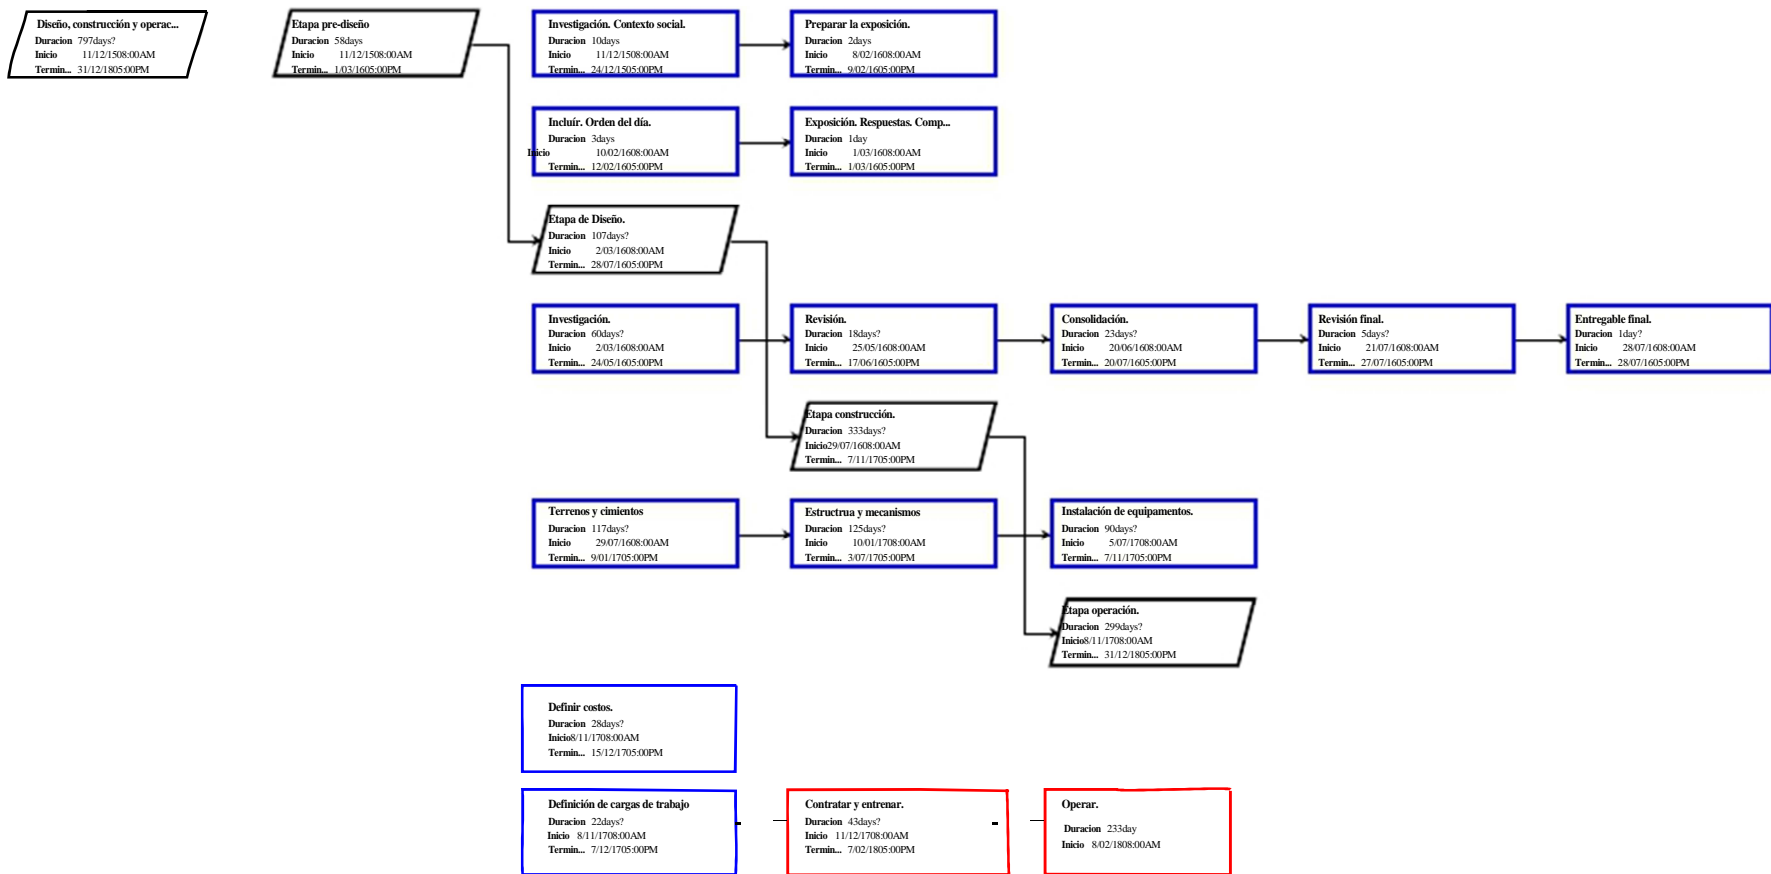 Diseño, construcción y operac...
Duracion 797days?
Inicio 11/12/1508:00AM
Termin... 31/12/1805:00PM
Etapa pre-diseño
Duracion 58days
Inicio 11/12/1508:00AM
Termin... 1/03/1605:00PM
Investigación. Contexto social.
Duracion 10days
Inicio 11/12/1508:00AM
Termin... 24/12/1505:00PM
Preparar la exposición.
Duracion 2days
Inicio 8/02/1608:00AM
Termin... 9/02/1605:00PM
Incluír. Orden del día.
Duracion 3days
Inicio 10/02/1608:00AM
Termin... 12/02/1605:00PM
Exposición. Respuestas. Comp...
Duracion 1day
Inicio 1/03/1608:00AM
Termin... 1/03/1605:00PM
Etapa de Diseño.
Duracion 107days?
Inicio 2/03/1608:00AM
Termin... 28/07/1605:00PM
Investigación.
Duracion 60days?
Inicio 2/03/1608:00AM
Termin... 24/05/1605:00PM
Revisión.
Duracion 18days?
Inicio 25/05/1608:00AM
Termin... 17/06/1605:00PM
Consolidación.
Duracion 23days?
Inicio 20/06/1608:00AM
Termin... 20/07/1605:00PM
Revisión final.
Duracion 5days?
Inicio 21/07/1608:00AM
Termin... 27/07/1605:00PM
Entregable final.
Duracion 1day?
Inicio 28/07/1608:00AM
Termin... 28/07/1605:00PM
Etapa construcción.
Duracion 333days?
Inicio29/07/1608:00AM
Termin... 7/11/1705:00PM
Terrenos y cimientos
Duracion 117days?
Inicio 29/07/1608:00AM
Termin... 9/01/1705:00PM
Estructrua y mecanismos
Duracion 125days?
Inicio 10/01/1708:00AM
Termin... 3/07/1705:00PM
Instalación de equipamentos.
Duracion 90days?
Inicio 5/07/1708:00AM
Termin... 7/11/1705:00PM
Etapa operación.
Duracion 299days?
Inicio8/11/1708:00AM
Termin... 31/12/1805:00PM
Definir costos.
Duracion 28days?
Inicio8/11/1708:00AM
Termin... 15/12/1705:00PM
Definición de cargas de trabajo
Duracion 22days?
Inicio 8/11/1708:00AM
Termin... 7/12/1705:00PM
Contratar y entrenar.
Duracion 43days?
Inicio 11/12/1708:00AM
Termin... 7/02/1805:00PM
Operar.
Duracion 233day
Inicio 8/02/1808:00AM